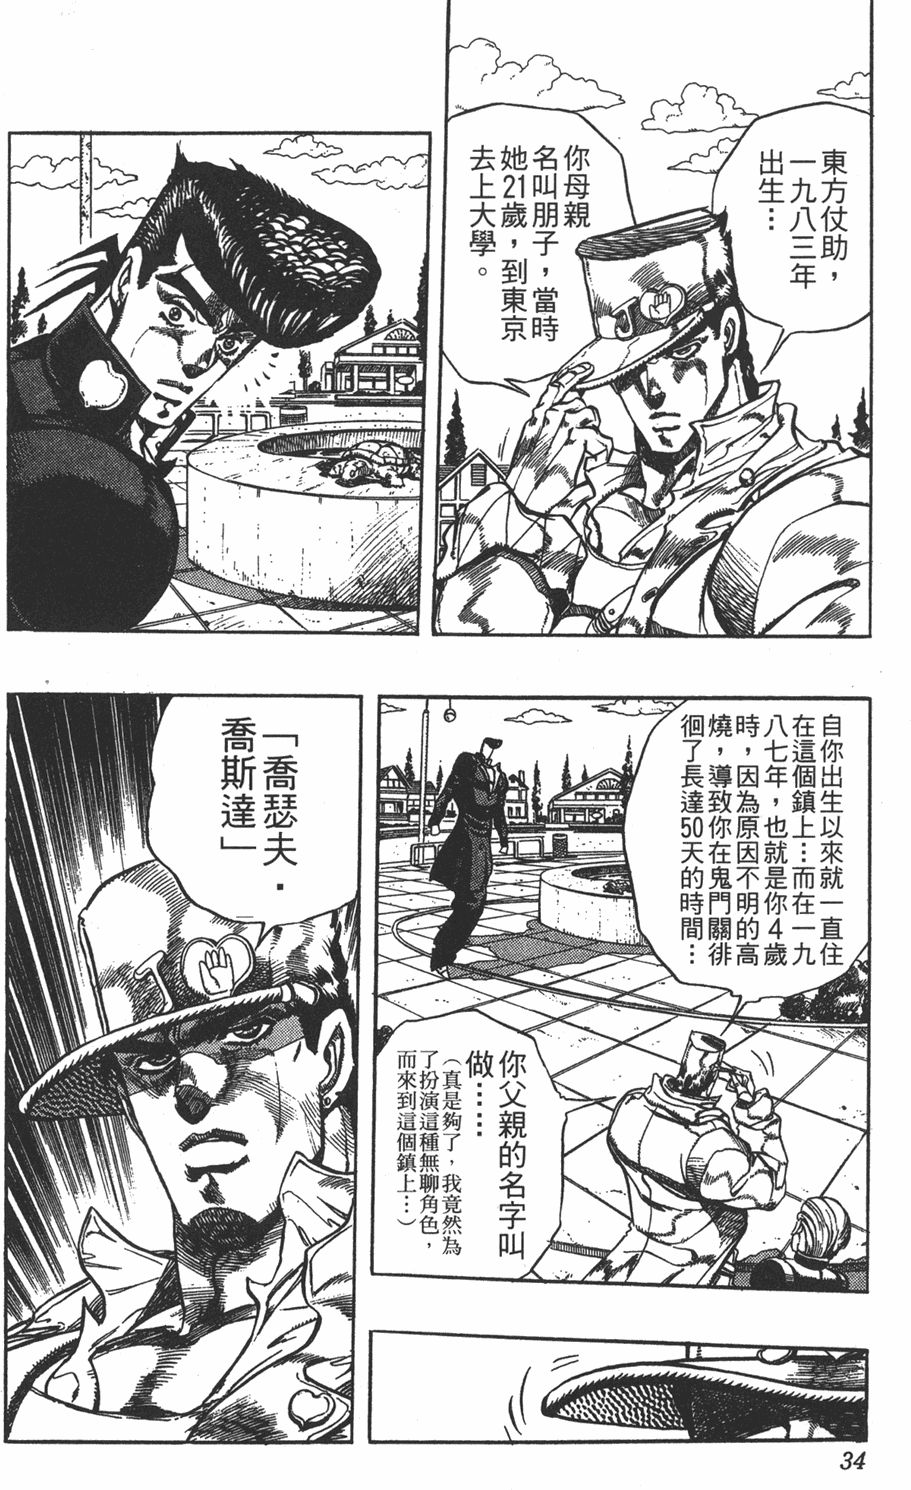 東方仗助，
一九八三年
出生…
你母親
名叫朋子，當時
她21歲，到東京
去上大學。
自你出生以來就一直住
在這個鎮上…而在一九
八七年，也就是你4歲
時，因為原因不明的高
燒，導致你在鬼門關徘
徊了長達50天的時間…
你父親的名字叫
做……
（真是夠了，我竟然為
了扮演這種無聊角色，
而來到這個鎮上…）
「喬瑟夫．
喬斯達」
34